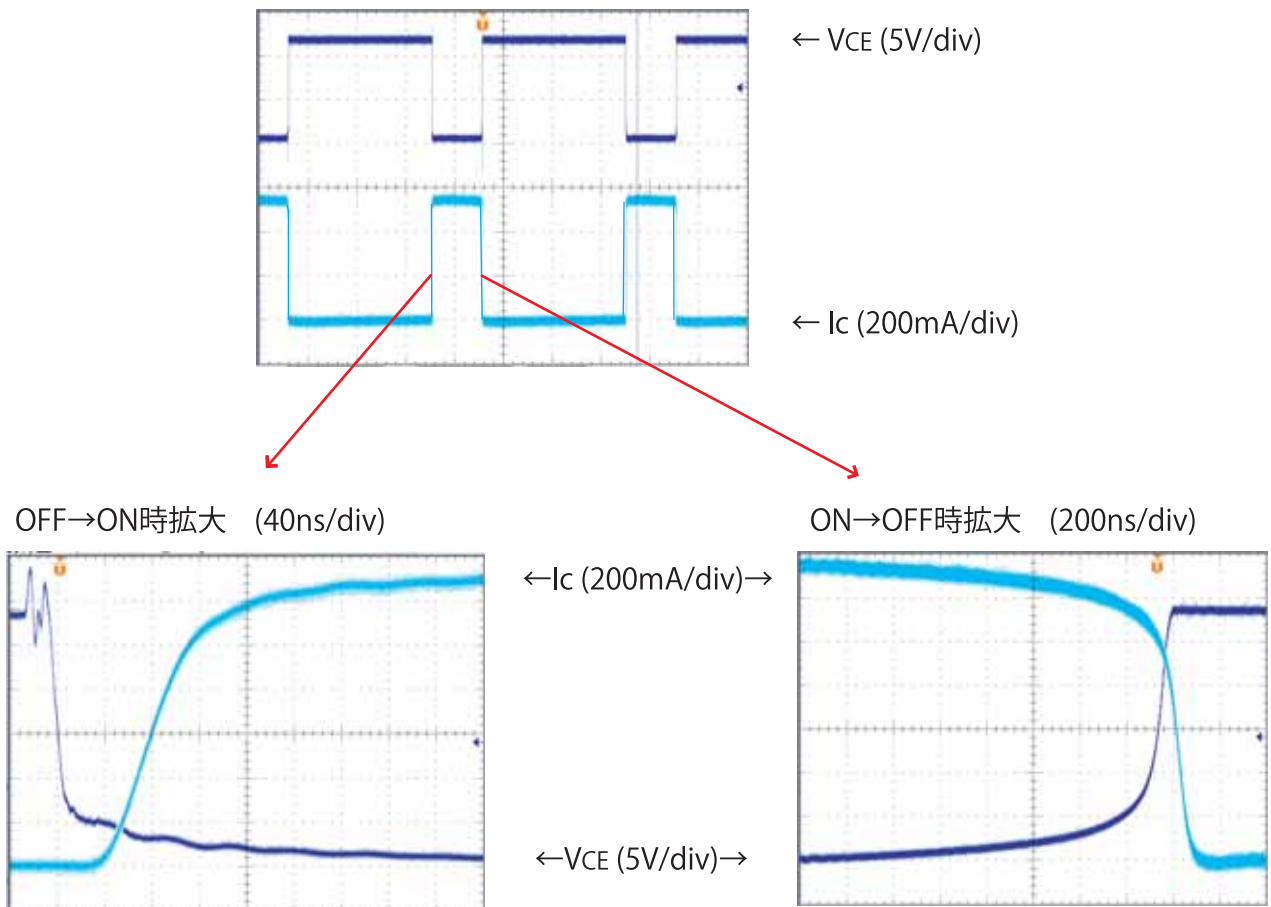 ← VCE (5V/div)
← Ic (200mA/div)
OFF→ON時拡大 (40ns/div)
ON→OFF時拡大 (200ns/div)
←Ic (200mA/div)→
←VCE (5V/div)→